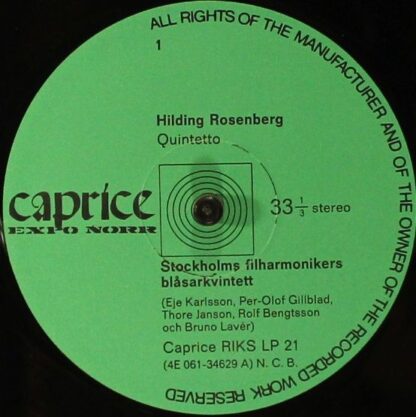 ALL RIGHTS OF THE MANUFACTURER AND OF THE OWNER OF THE RECORDED WORK RESERVED
1
Hilding Rosenberg
Quintetto
caprice
EXPO NORR
33 1/3 stereo
Stockholms filharmonikers
blåsarkvintett
(Eje Karlsson, Per-Olof Gillblad,
Thore Janson, Rolf Bengtsson
och Bruno Lavér)
Caprice RIKS LP 21
(4E 061-34629 A) N. C. B.